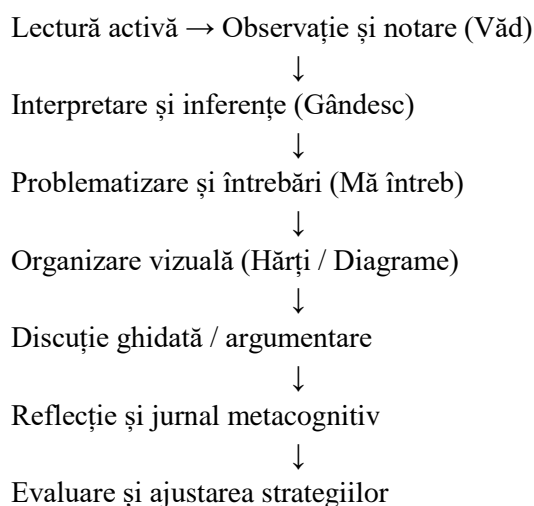 Lectură activă → Observație și notare (Văd)
↓
Interpretare și inferențe (Gândesc)
↓
Problematizare și întrebări (Mă întreb)
↓
Organizare vizuală (Hărți / Diagrame)
↓
Discuție ghidată / argumentare
↓
Reflecție și jurnal metacognitiv
↓
Evaluare și ajustarea strategiilor